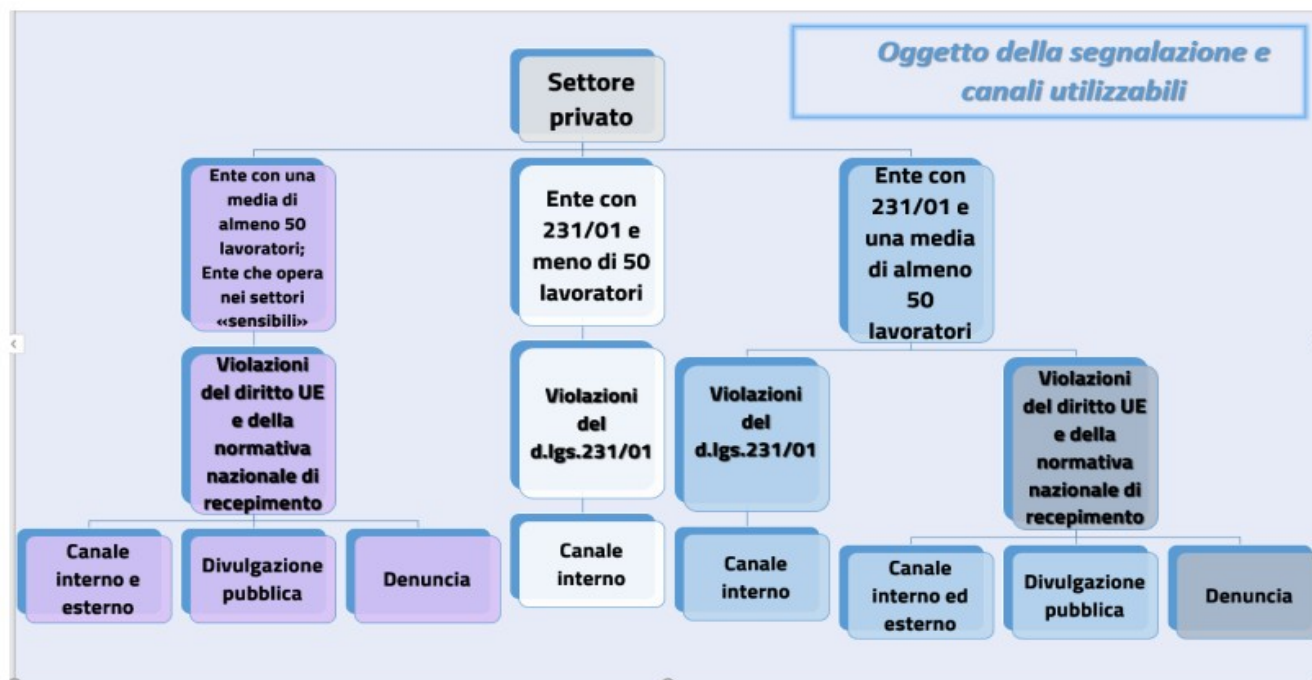 Oggetto della segnalazione e
canali utilizzabili
Settore
privato
Ente con una
media di
almeno 50
lavoratori;
Ente che opera
nei settori
«sensibili»
Ente con
231/01 e
meno di 50
lavoratori
Ente con
231/01 e
una media
di almeno
50
lavoratori
Violazioni
del diritto UE
e della
normativa
nazionale di
recepimento
Violazioni
del
d.lgs.231/01
Violazioni
del
d.lgs.231/01
Violazioni
del diritto UE
e della
normativa
nazionale di
recepimento
Canale
interno e
esterno
Divulgazione
pubblica
Denuncia
Canale
interno
Canale
interno
Canale
interno ed
esterno
Divulgazione
pubblica
Denuncia